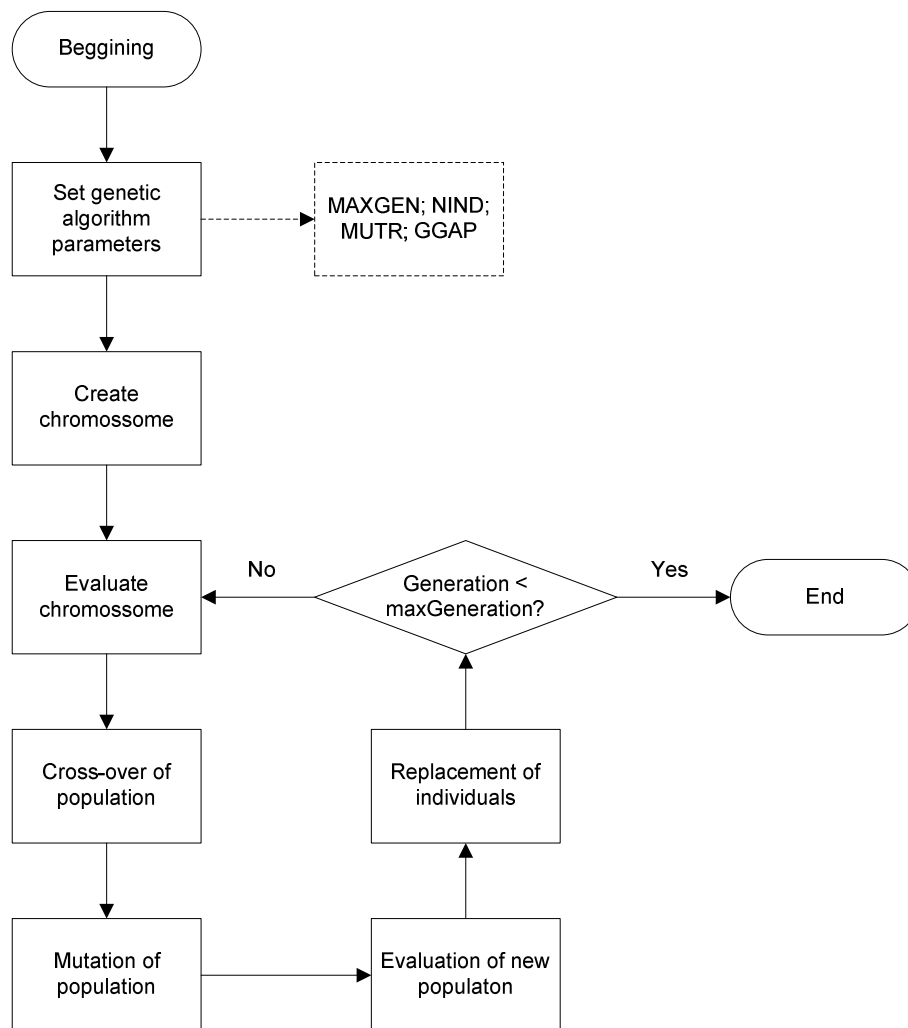 Beggining
Set genetic
algorithm
parameters
MAXGEN; NIND;
MUTR; GGAP
Create
chromossome
Evaluate
chromossome
No
Generation <
maxGeneration?
Yes
End
Cross-over of
population
Replacement of
individuals
Mutation of
population
Evaluation of new
populaton